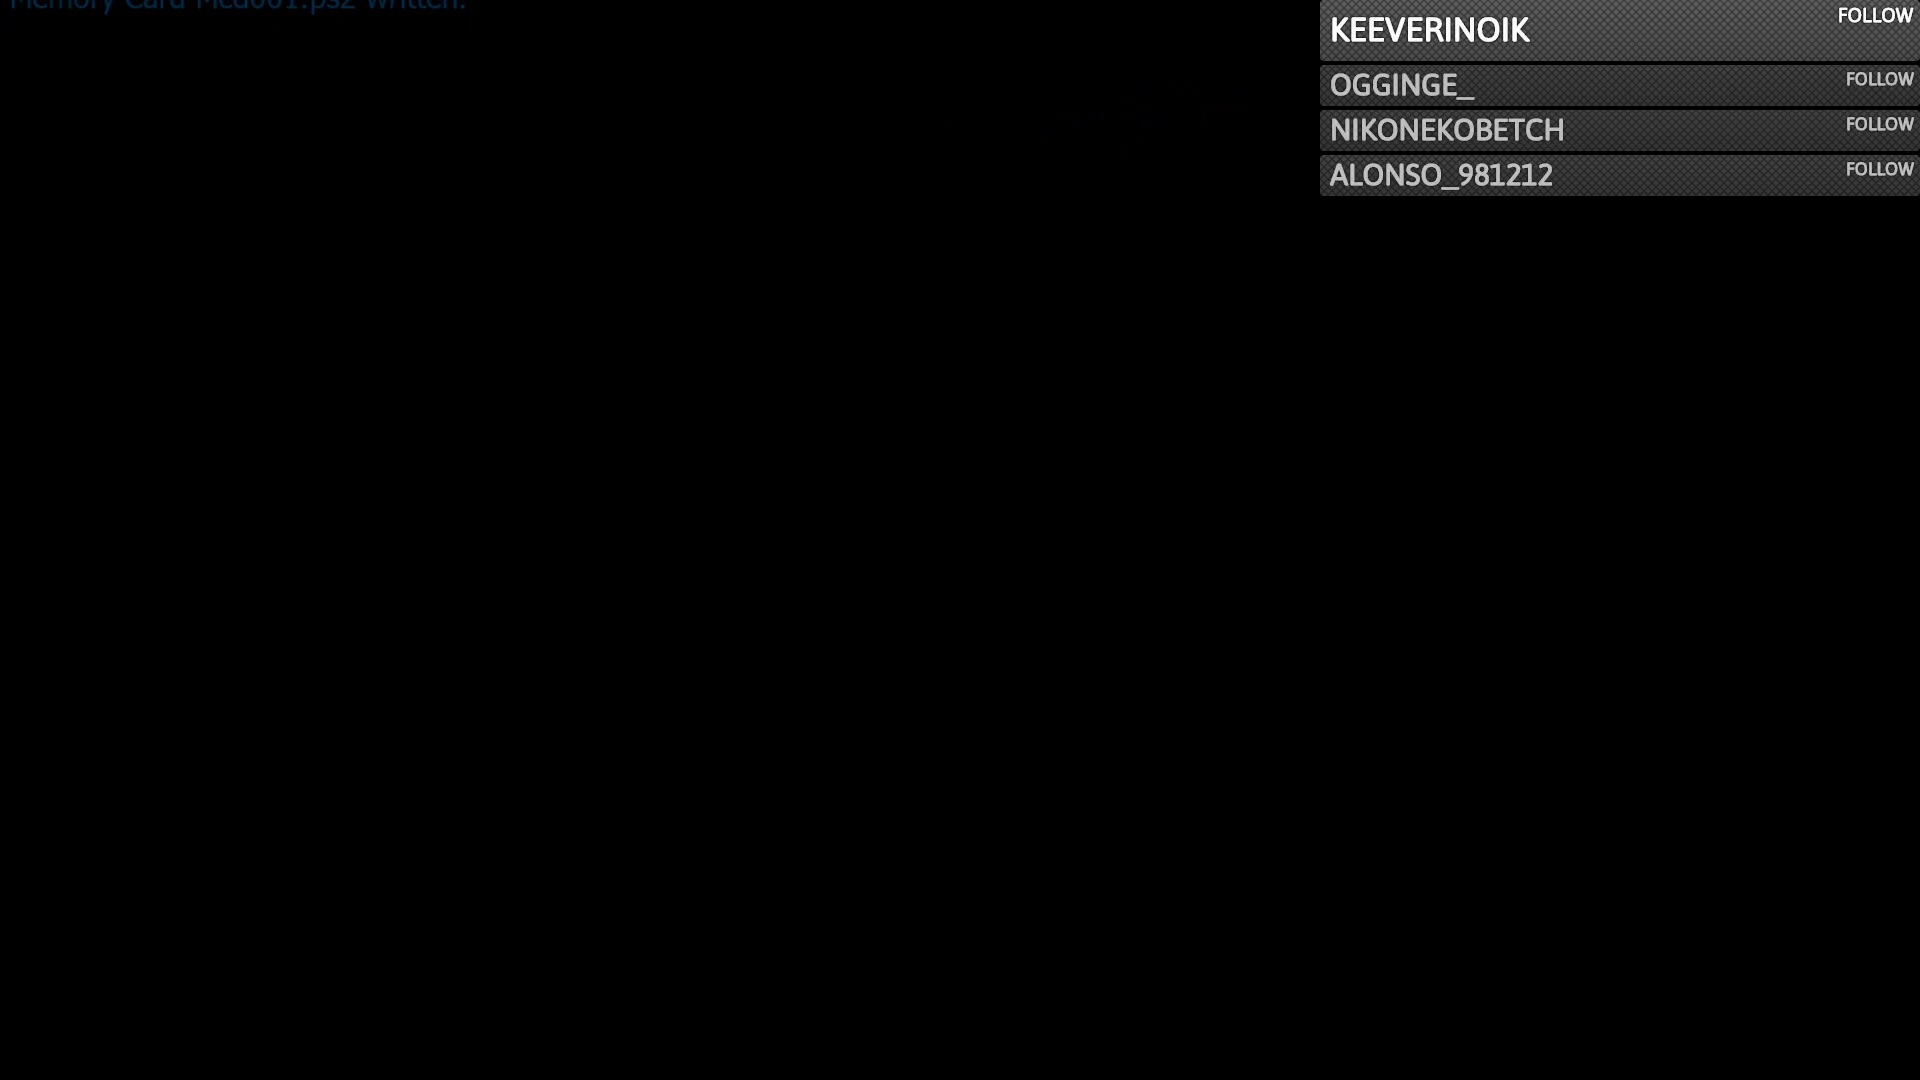 Memory Card Mcd001.ps2 written.
KEEVERINOIK FOLLOW
OGGINGE_ FOLLOW
NIKONEKOBETCH FOLLOW
ALONSO_981212 FOLLOW